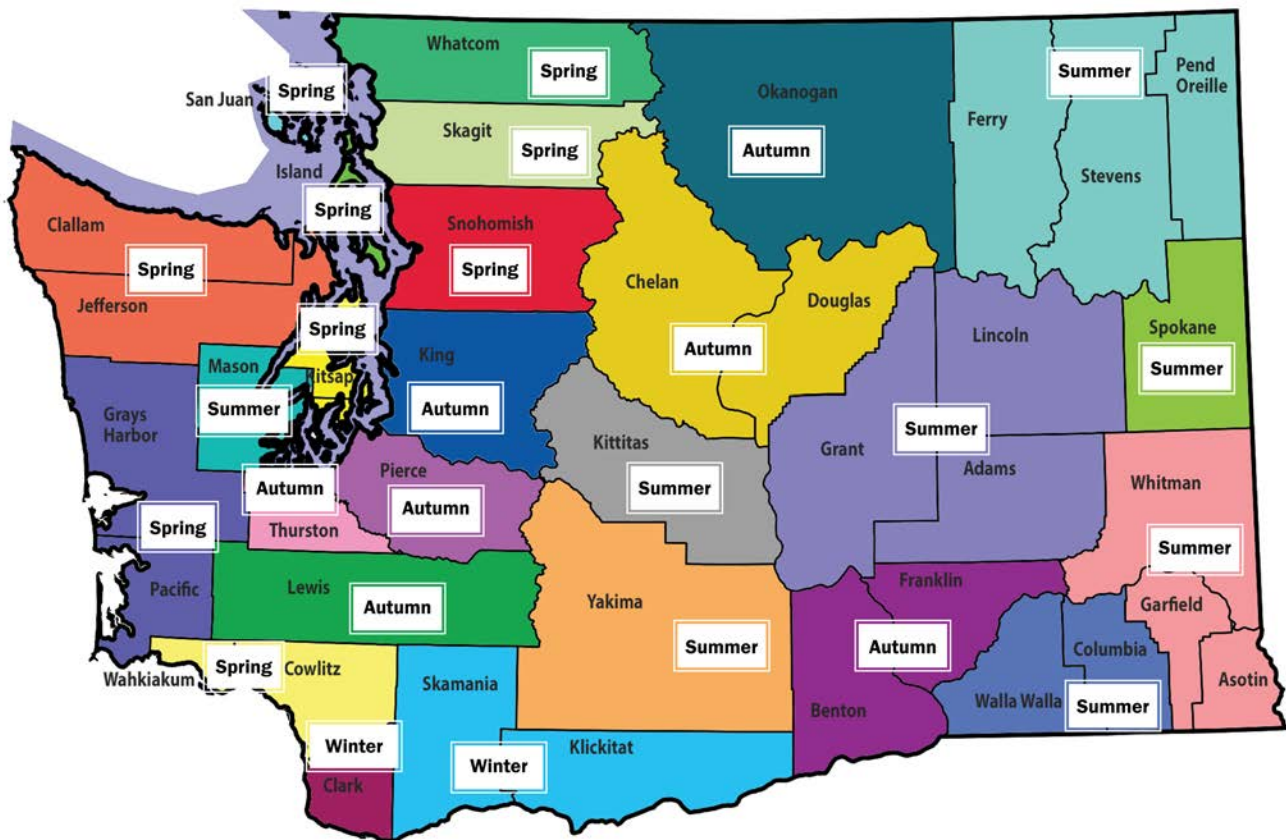 Whatcom
Spring
San Juan
Spring
Skagit
Spring
Okanogan
Autumn
Ferry
Summer
Pend
Oreille
Stevens
Island
Spring
Clallam
Spring
Jefferson
Snohomish
Spring
Chelan
Douglas
Autumn
Lincoln
Spokane
Summer
Spring
Kitsap
Mason
Summer
King
Autumn
Grays
Harbor
Spring
Pacific
Kittitas
Summer
Grant
Summer
Adams
Whitman
Summer
Garfield
Asotin
Pierce
Autumn
Autumn
Thurston
Lewis
Autumn
Yakima
Summer
Franklin
Autumn
Benton
Columbia
Walla Walla
Summer
Wahkiakum
Spring
Cowlitz
Skamania
Klickitat
Winter
Winter
Clark